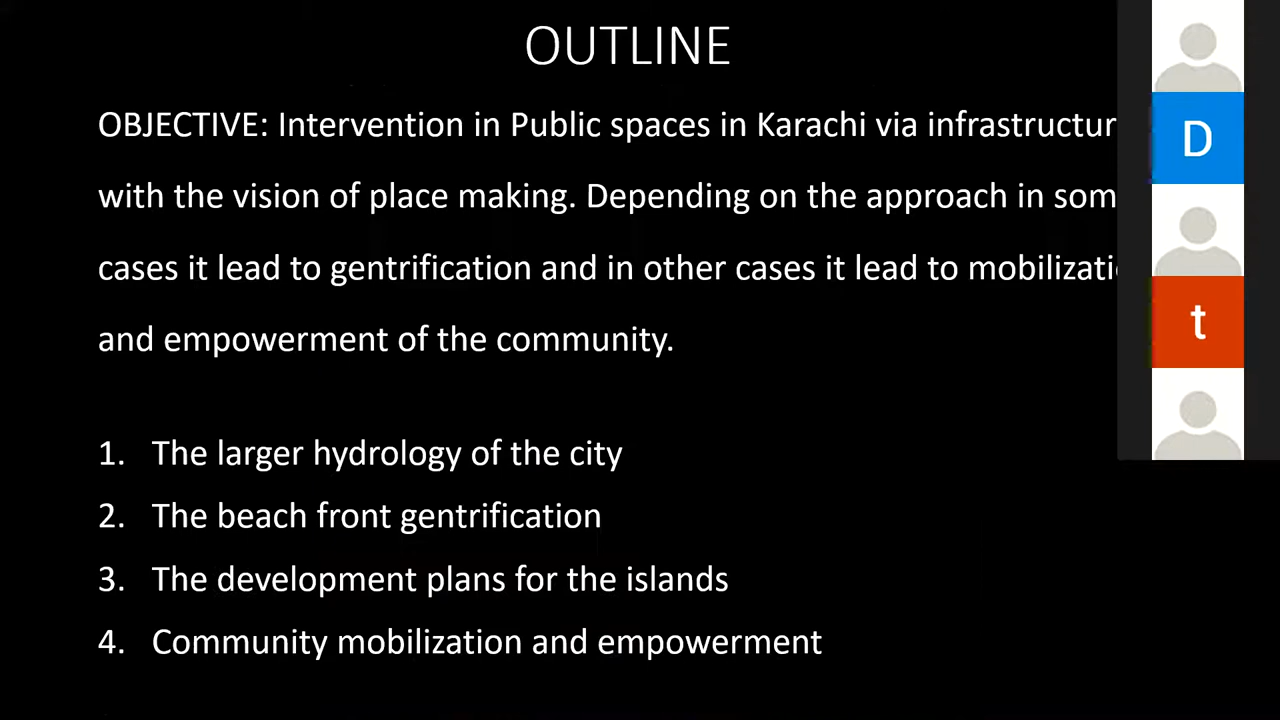 OUTLINE
OBJECTIVE: Intervention in Public spaces in Karachi via
with the vision of place making. Depending on the approach in
cases it lead to gentrification and in other cases it lead to
and empowerment of the community.
1. The larger hydrology of the city
2. The beach front gentrification
3. The development plans for the islands
4. Community mobilization and empowerment
D
t